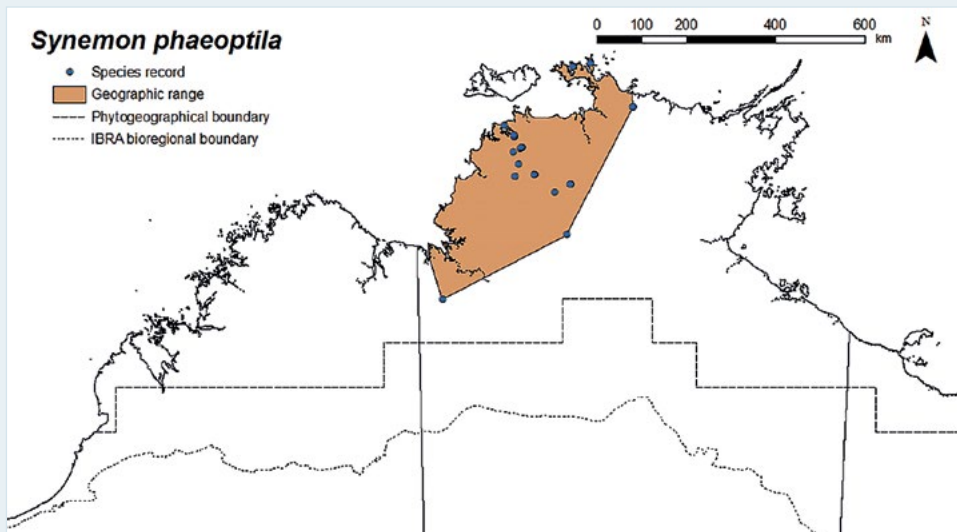 Synemon phaeoptila
Species record
Geographic range
Phytogeographical boundary
IBRA bioregional boundary
0 100 200 400 600
km
N